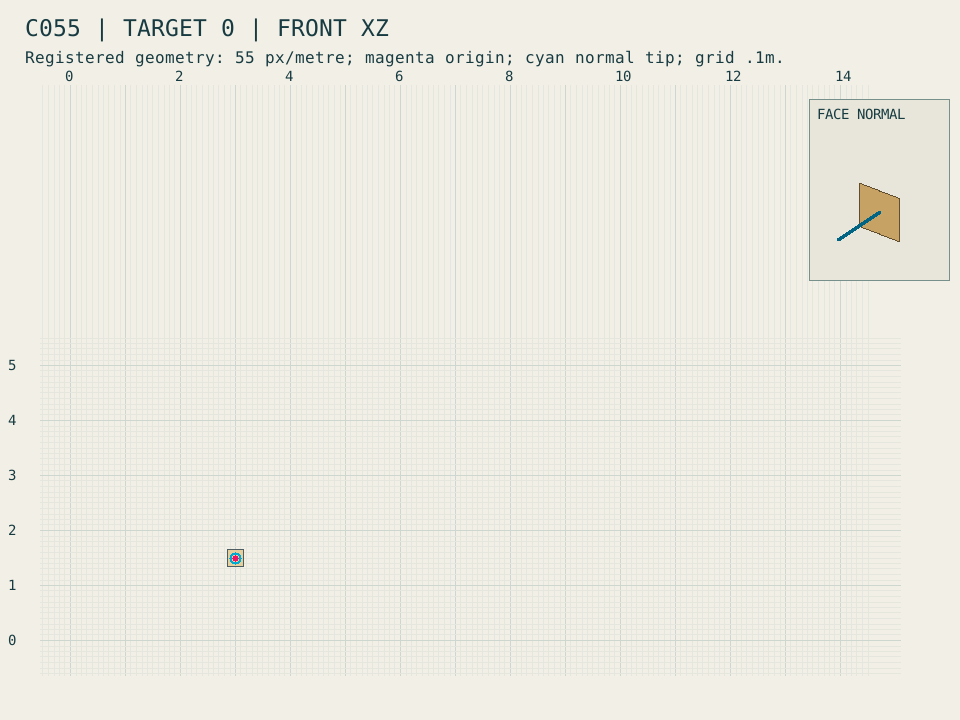 C055 | TARGET 0 | FRONT XZ
Registered geometry: 55 px/metre; magenta origin; cyan normal tip; grid .1m.
0 2 4 6 8 10 12 14
FACE NORMAL
5
4
3
2
1
0